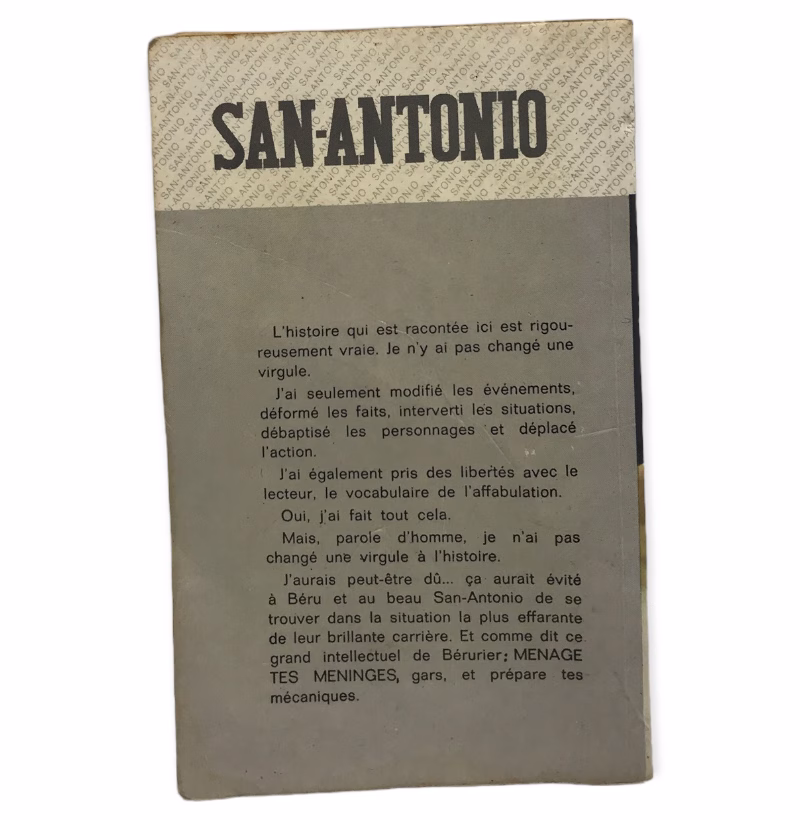 SAN-ANTONIO
L'histoire qui est racontée ici est rigou-
reusement vraie. Je n'y ai pas changé une
virgule.
J'ai seulement modifié les événements,
déformé les faits, interverti les situations,
débaptisé les personnages et déplacé
l'action.
J'ai également pris des libertés avec le
lecteur, le vocabulaire de l'affabulation.
Oui, j'ai fait tout cela.
Mais, parole d'homme, je n'ai pas
changé une virgule à l'histoire.
J'aurais peut-être dû... ça aurait évité
à Béru et au beau San-Antonio de se
trouver dans la situation la plus effarante
de leur brillante carrière. Et comme dit ce
grand intellectuel de Bérurier: MENAGE
TES MENINGES, gars, et prépare tes
mécaniques.